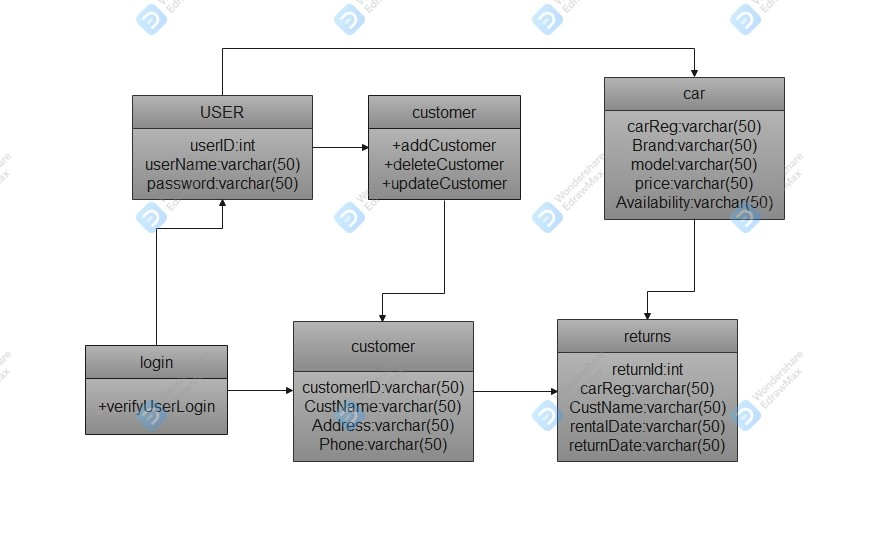 USER
userID:int
userName:varchar(50)
password:varchar(50)
customer
+addCustomer
+deleteCustomer
+updateCustomer
car
carReg:varchar(50)
Brand:varchar(50)
model:varchar(50)
price:varchar(50)
Availability:varchar(50)
login
+verifyUserLogin
customer
customerID:varchar(50)
CustName:varchar(50)
Address:varchar(50)
Phone:varchar(50)
returns
returnId:int
carReg:varchar(50)
CustName:varchar(50)
rentalDate:varchar(50)
returnDate:varchar(50)
Wondershare
EdrawMax